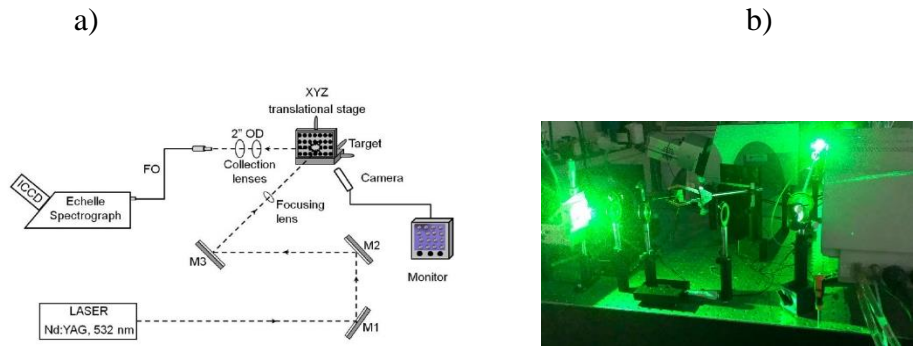 a)
b)
XYZ
translational stage
2" OD
Target
FO
Collection
lenses
Camera
ICCD
Echelle
Spectrograph
Focusing
lens
M2
M3
Monitor
LASER
Nd:YAG, 532 nm
M1